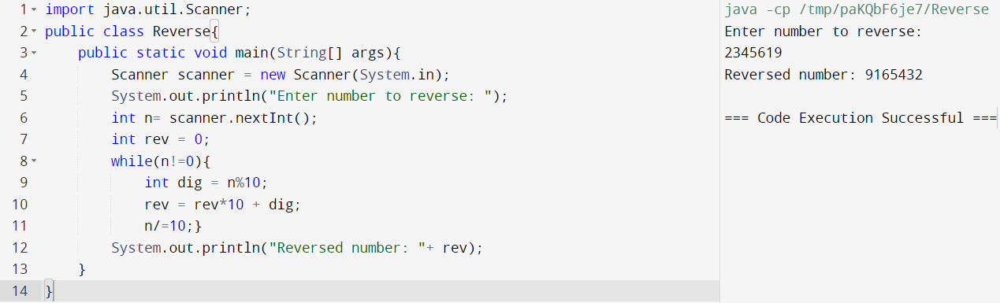 1 import java.util.Scanner;
2 public class Reverse{
3     public static void main(String[] args){
4         Scanner scanner = new Scanner(System.in);
5         System.out.println("Enter number to reverse: ");
6         int n= scanner.nextInt();
7         int rev = 0;
8         while(n!=0){
9             int dig = n%10;
10             rev = rev*10 + dig;
11             n/=10;}
12         System.out.println("Reversed number: "+ rev);
13     }
14 }
java -cp /tmp/paKQbF6je7/Reverse
Enter number to reverse:
2345619
Reversed number: 9165432
=== Code Execution Successful ===